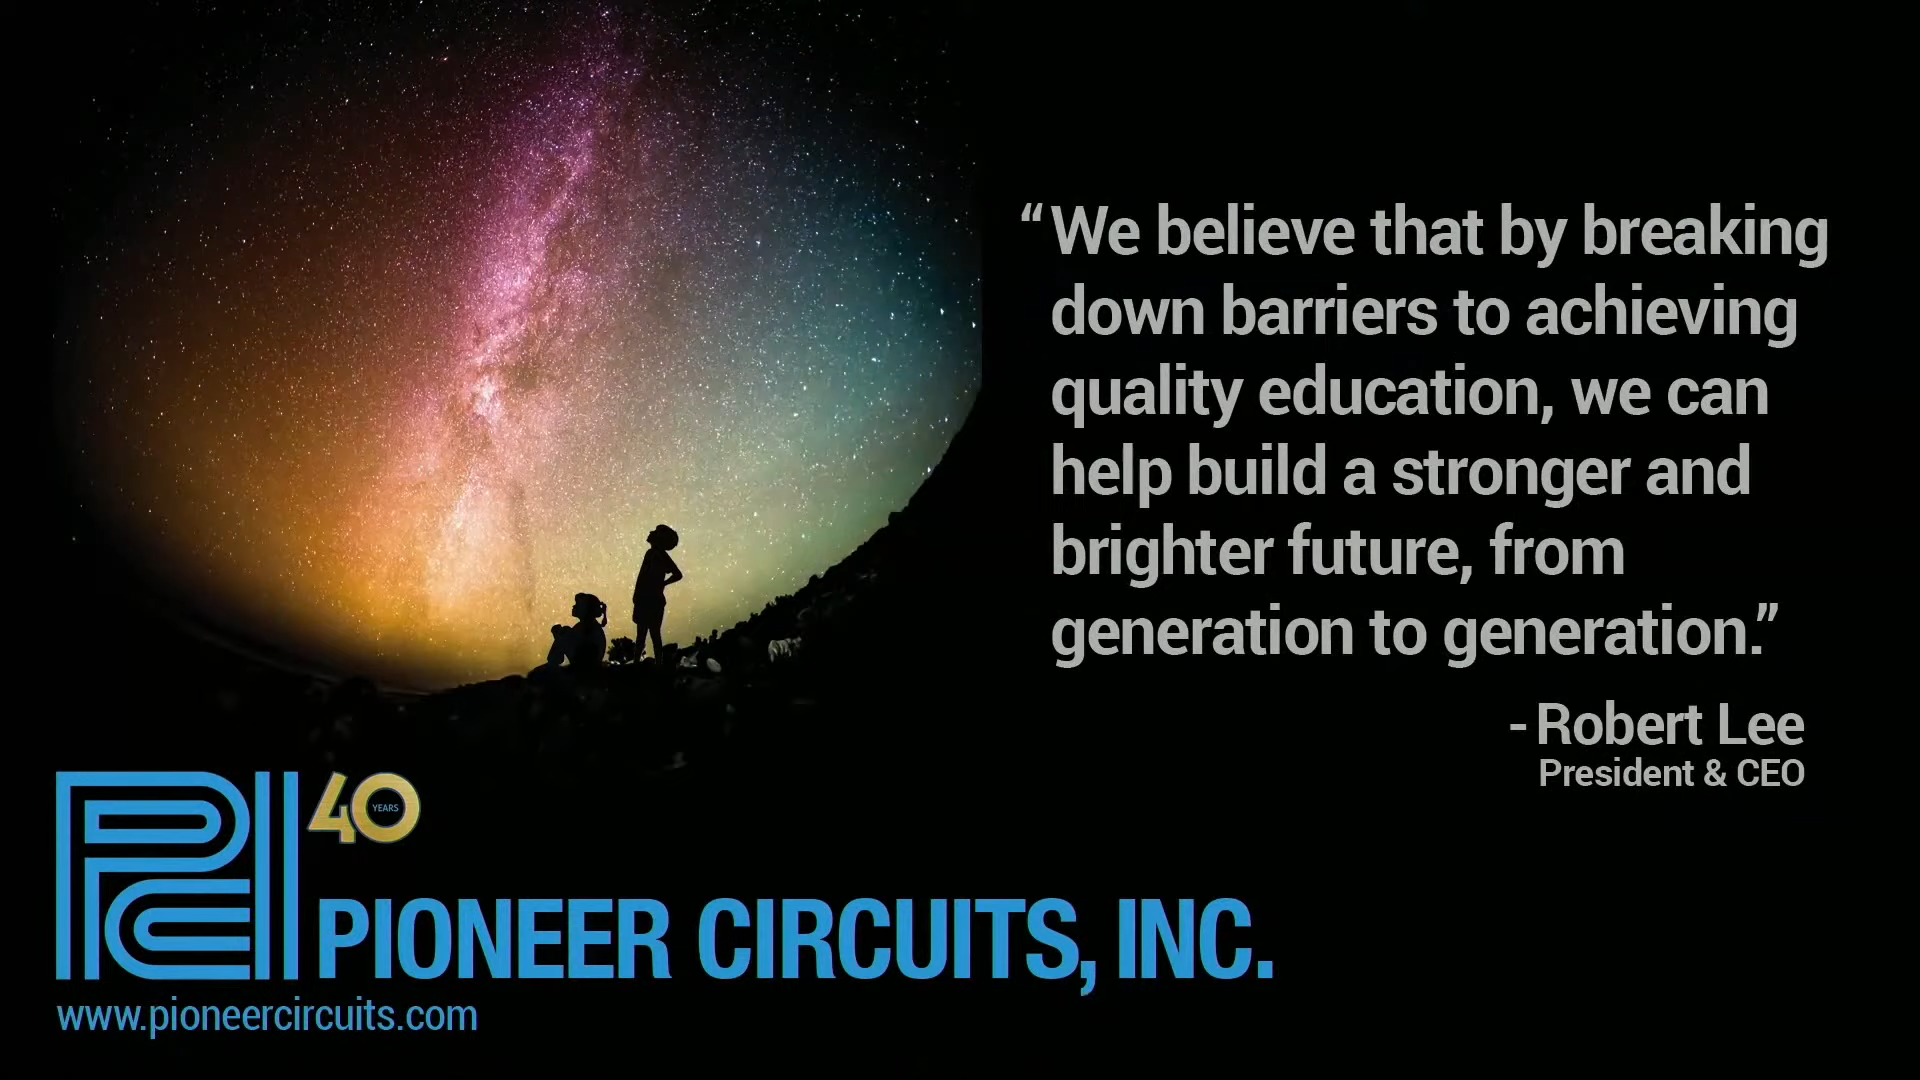 “We believe that by breaking
down barriers to achieving
quality education, we can
help build a stronger and
brighter future, from
generation to generation.”
- Robert Lee
President & CEO
PCI
40
YEARS
PIONEER CIRCUITS, INC.
www.pioneercircuits.com